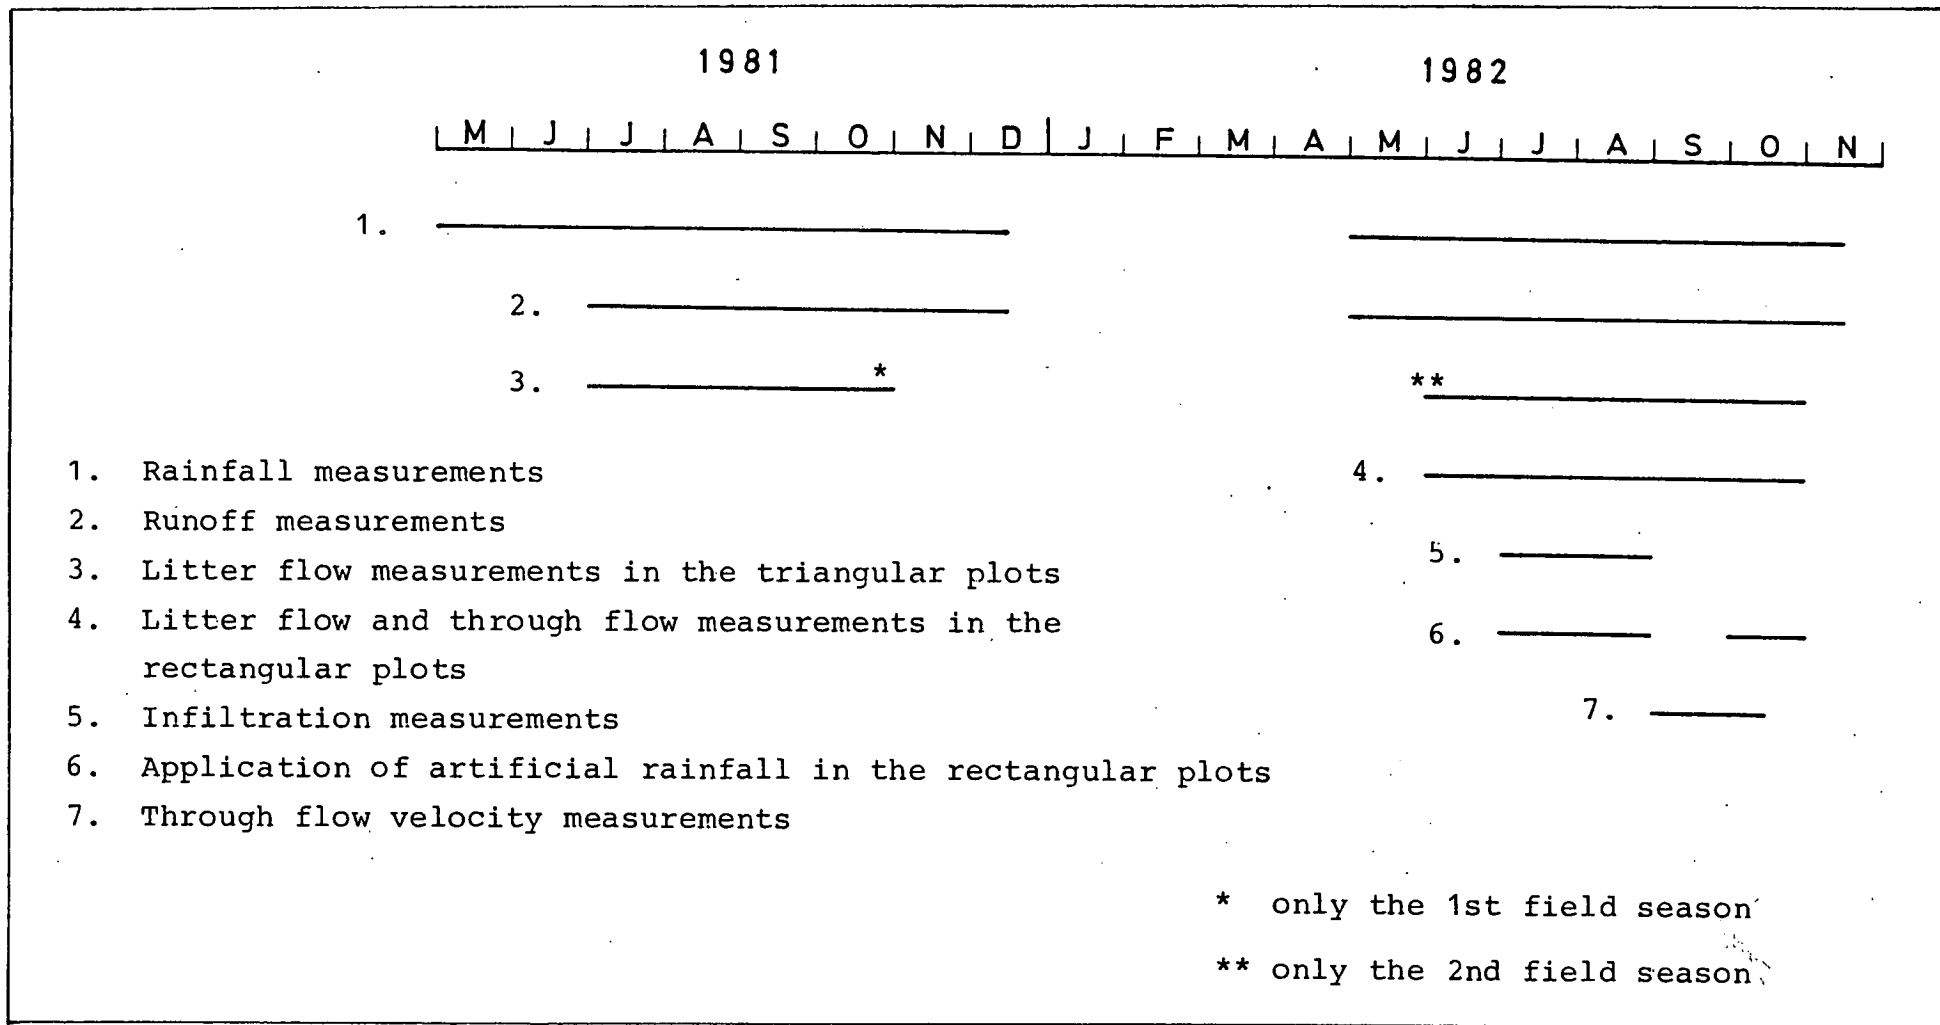 1981 1982
M J J A S O N D J F M A M J J A S O N
1.
2.
3. * **
1. Rainfall measurements 4.
2. Runoff measurements
5.
3. Litter flow measurements in the triangular plots
4. Litter flow and through flow measurements in the 6.
rectangular plots
5. Infiltration measurements 7.
6. Application of artificial rainfall in the rectangular plots
7. Through flow velocity measurements
* only the 1st field season
** only the 2nd field season